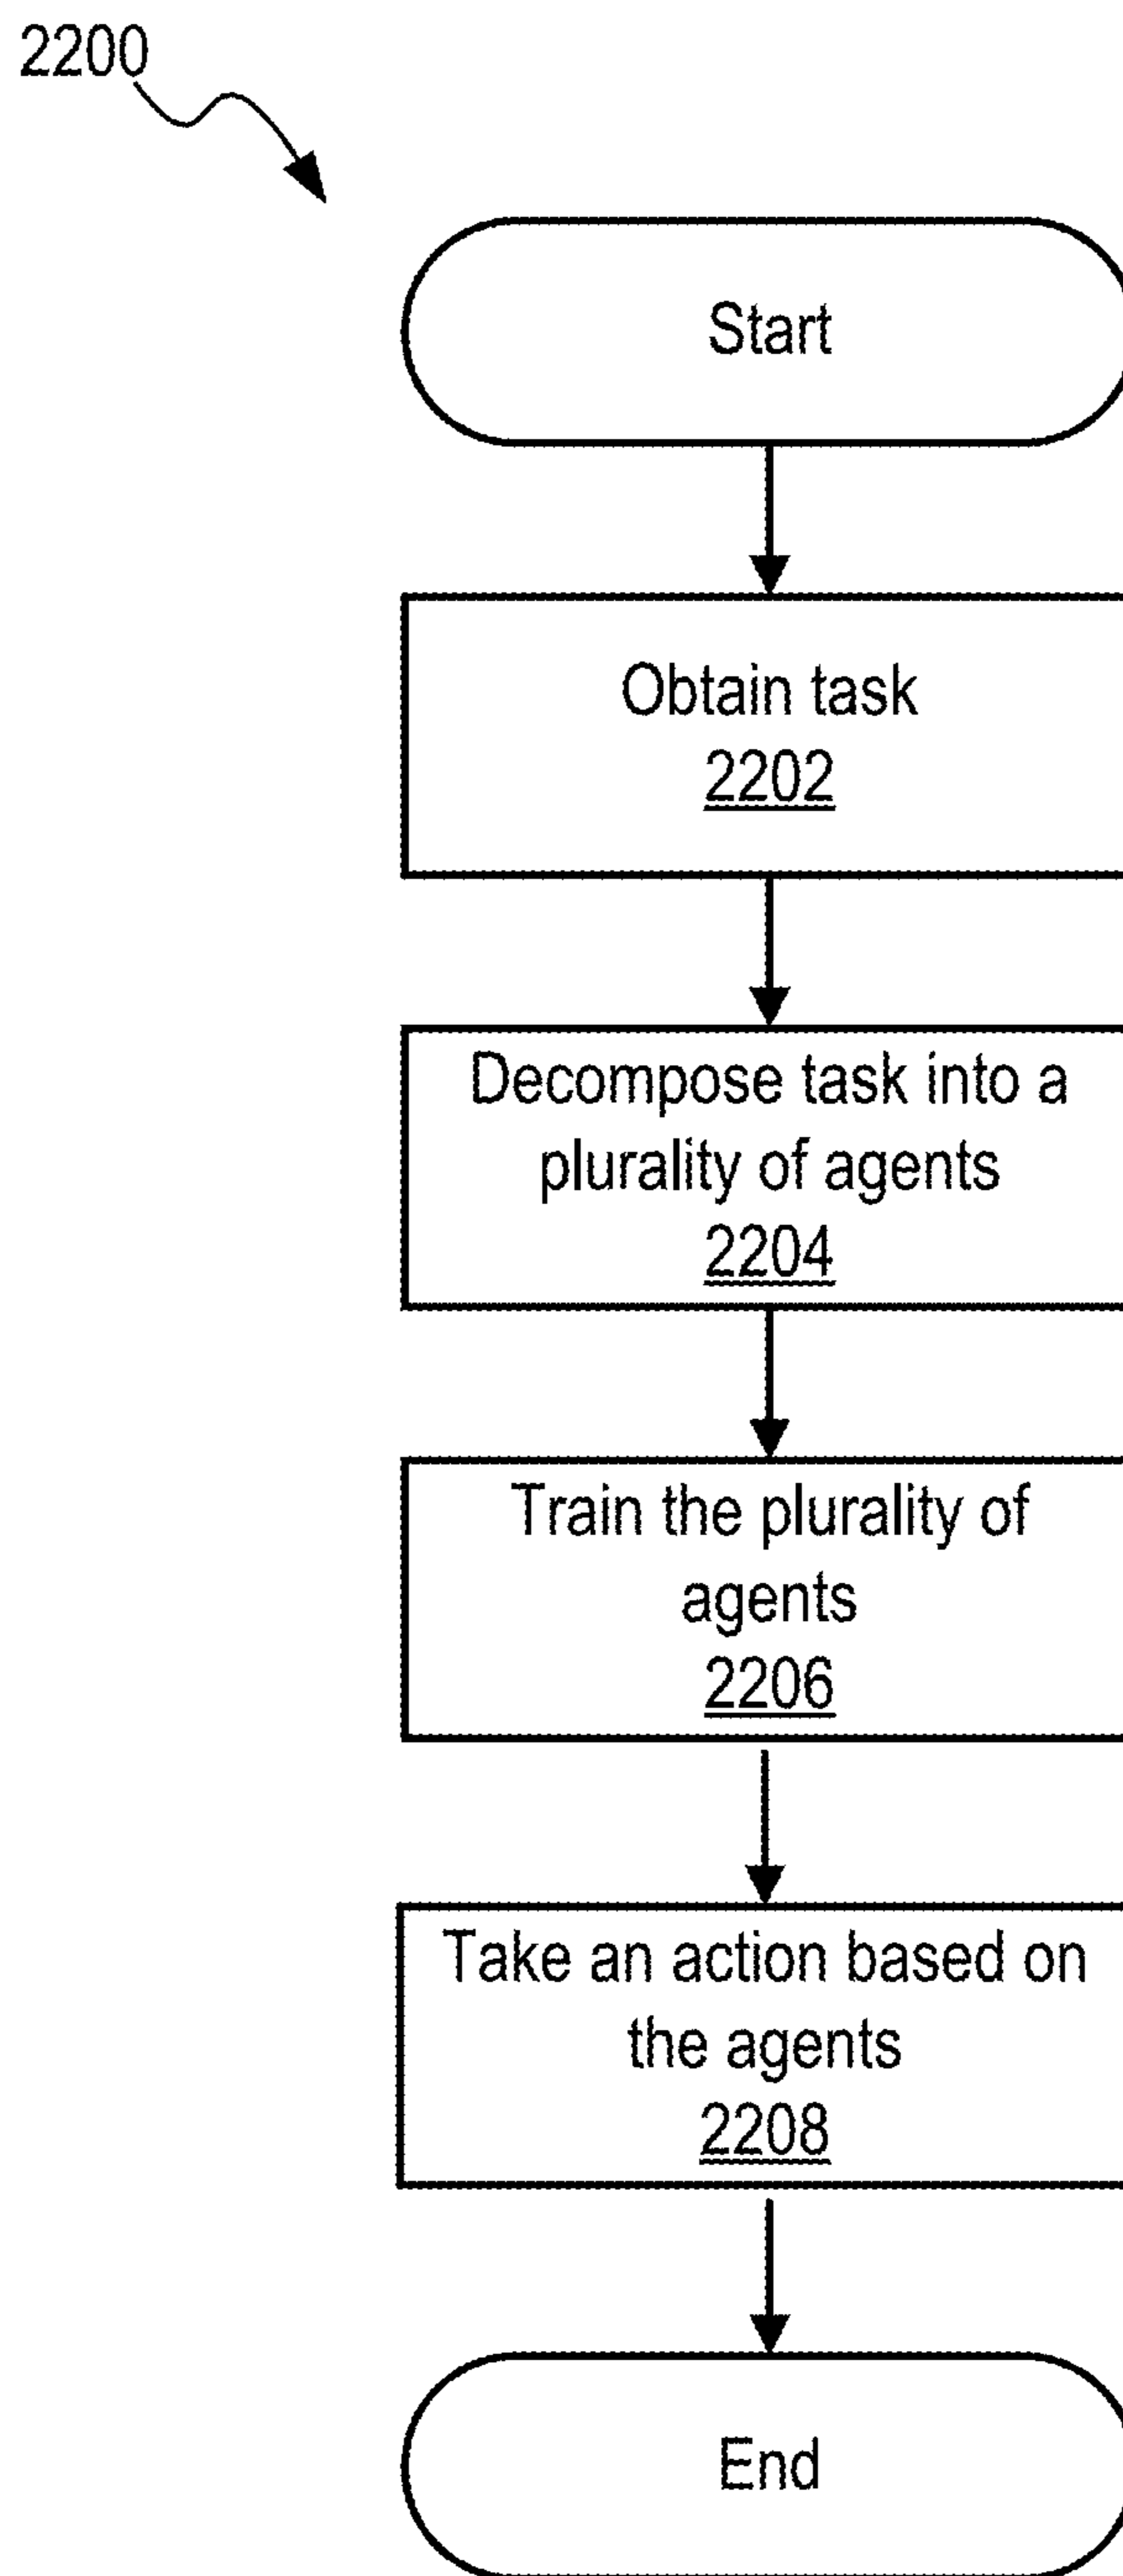 2200
Start
Obtain task
2202
Decompose task into a
plurality of agents
2204
Train the plurality of
agents
2206
Take an action based on
the agents
2208
End